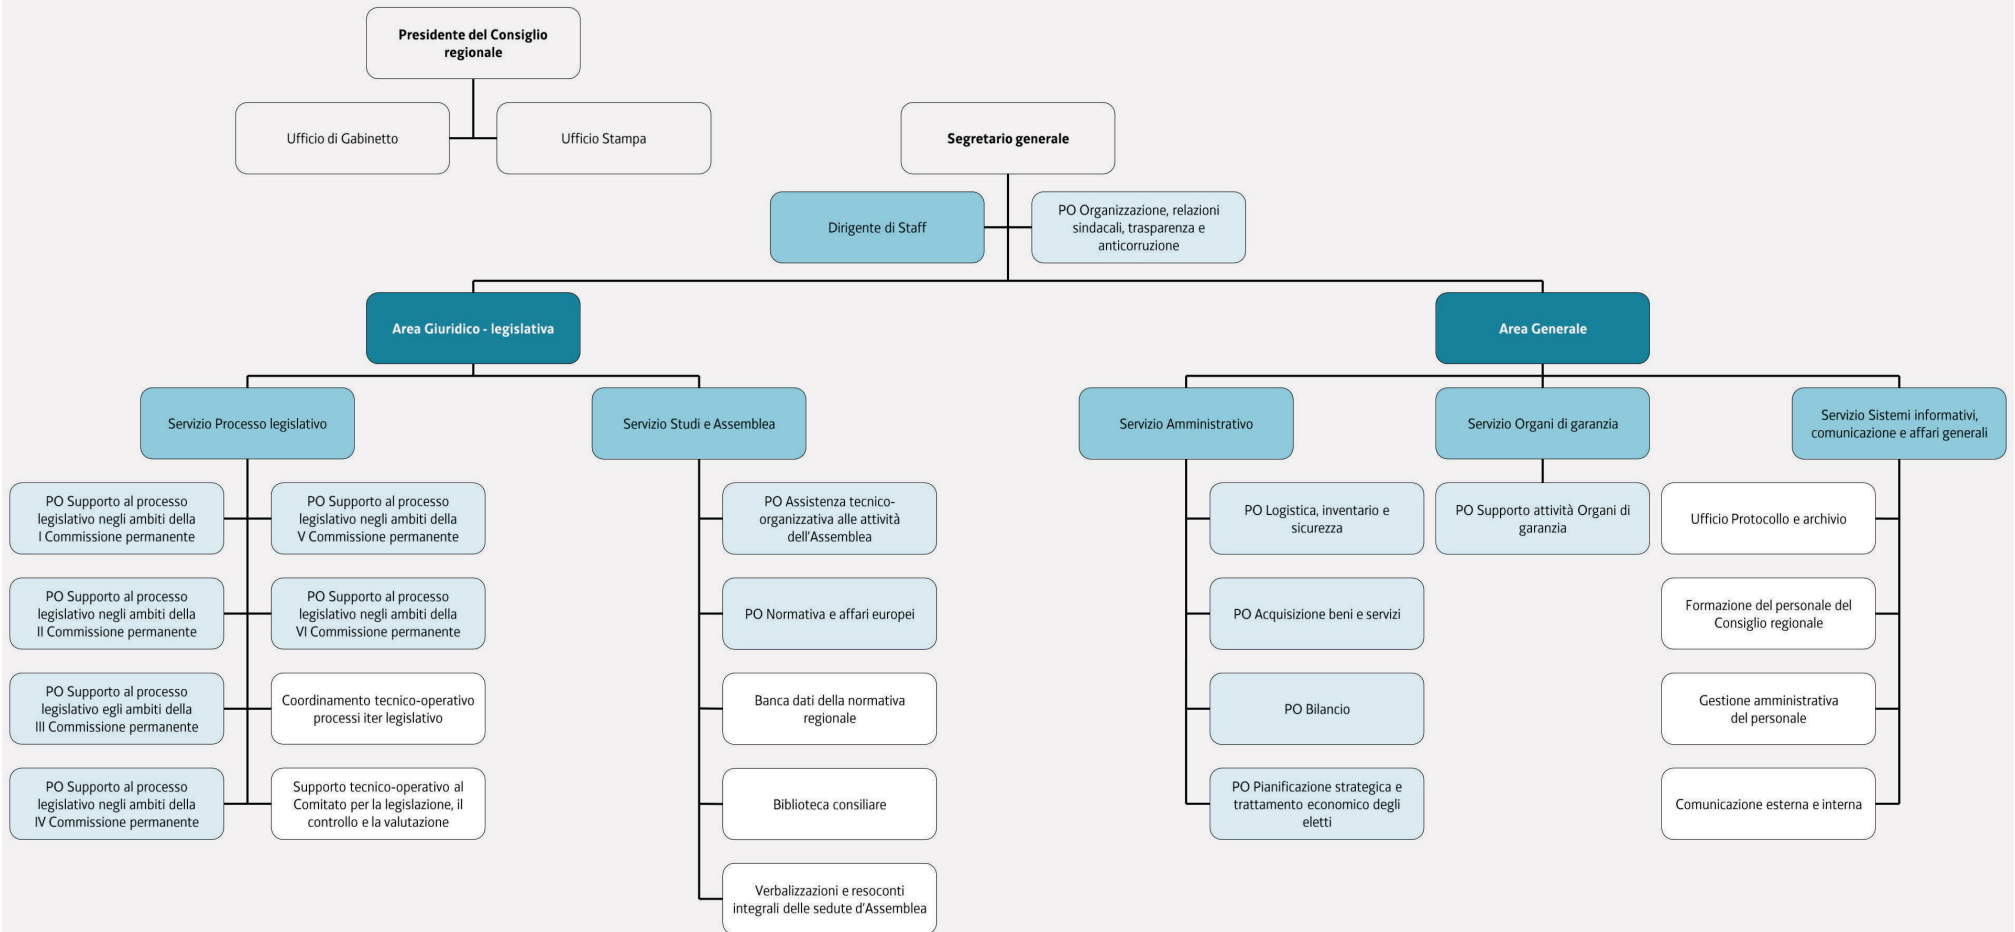 Presidente del Consiglio
regionale
Ufficio di Gabinetto
Ufficio Stampa
Segretario generale
Dirigente di Staff
PO Organizzazione, relazioni
sindacali, trasparenza e
anticorruzione
Area Giuridico - legislativa
Area Generale
Servizio Processo legislativo
Servizio Studi e Assemblea
Servizio Amministrativo
Servizio Organi di garanzia
Servizio Sistemi informativi,
comunicazione e affari generali
PO Supporto al processo
legislativo negli ambiti della
I Commissione permanente
PO Supporto al processo
legislativo negli ambiti della
V Commissione permanente
PO Supporto al processo
legislativo negli ambiti della
II Commissione permanente
PO Supporto al processo
legislativo negli ambiti della
VI Commissione permanente
PO Supporto al processo
legislativo egli ambiti della
III Commissione permanente
Coordinamento tecnico-operativo
processi iter legislativo
PO Supporto al processo
legislativo negli ambiti della
IV Commissione permanente
Supporto tecnico-operativo al
Comitato per la legislazione, il
controllo e la valutazione
PO Assistenza tecnico-
organizzativa alle attività
dell'Assemblea
PO Normativa e affari europei
Banca dati della normativa
regionale
Biblioteca consiliare
Verbalizzazioni e resoconti
integrali delle sedute d'Assemblea
PO Logistica, inventario e
sicurezza
PO Acquisizione beni e servizi
PO Bilancio
PO Pianificazione strategica e
trattamento economico degli
eletti
PO Supporto attività Organi di
garanzia
Ufficio Protocollo e archivio
Formazione del personale del
Consiglio regionale
Gestione amministrativa
del personale
Comunicazione esterna e interna